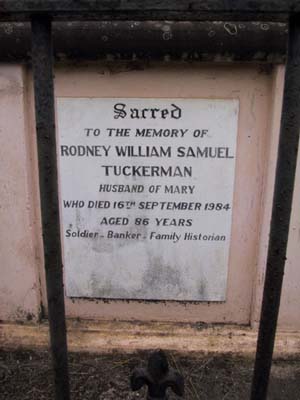 Sacred
TO THE MEMORY OF
RODNEY WILLIAM SAMUEL
TUCKERMAN
HUSBAND OF MARY
WHO DIED 16TH SEPTEMBER 1984
AGED 86 YEARS
Soldier - Banker - Family Historian